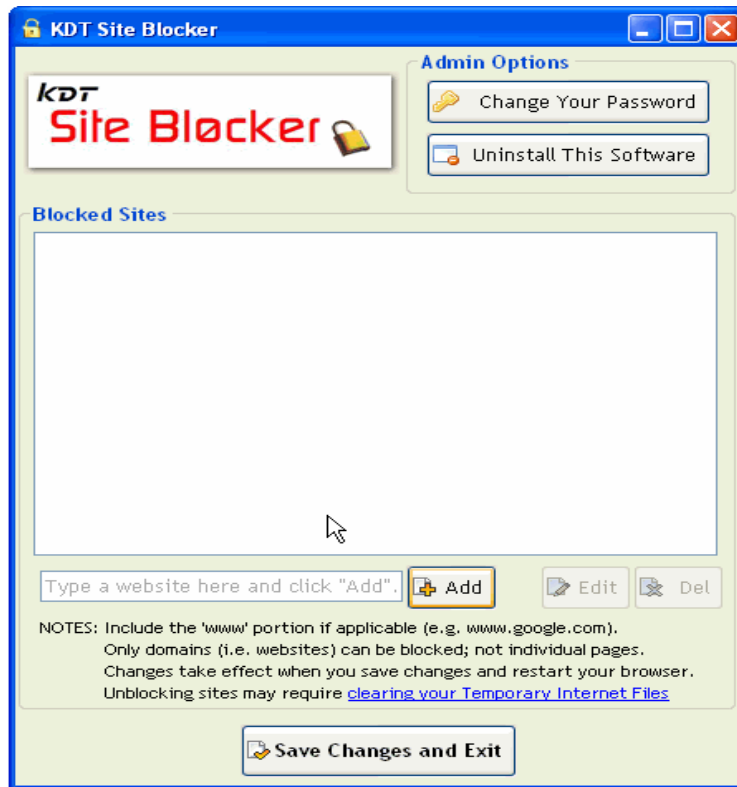 KDT Site Blocker
KDT
Site Blocker
Admin Options
Change Your Password
Uninstall This Software
Blocked Sites
Type a website here and click "Add".
Add
Edit
Del
NOTES: Include the 'www' portion if applicable (e.g. www.google.com).
Only domains (i.e. websites) can be blocked; not individual pages.
Changes take effect when you save changes and restart your browser.
Unblocking sites may require clearing your Temporary Internet Files
Save Changes and Exit